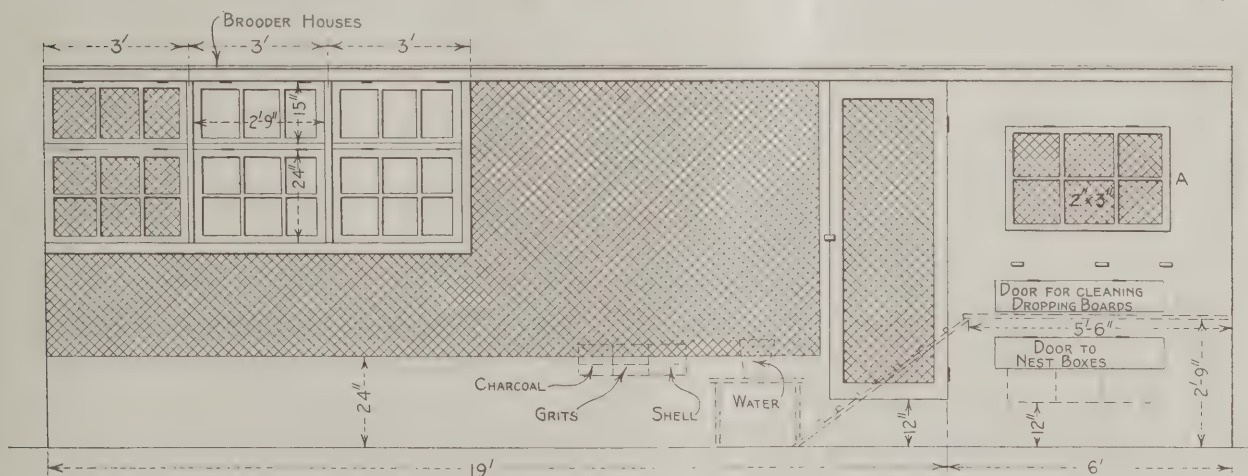 BROODER HOUSES
3' 3' 3'
15"
2'-9"
24"
A
2" x 3"
DOOR FOR CLEANING
DROPPING BOARDS
5'-6"
DOOR TO
NEST BOXES
CHARCOAL
GRITS
SHELL
WATER
24"
12"
12"
2'-9"
19'
6'